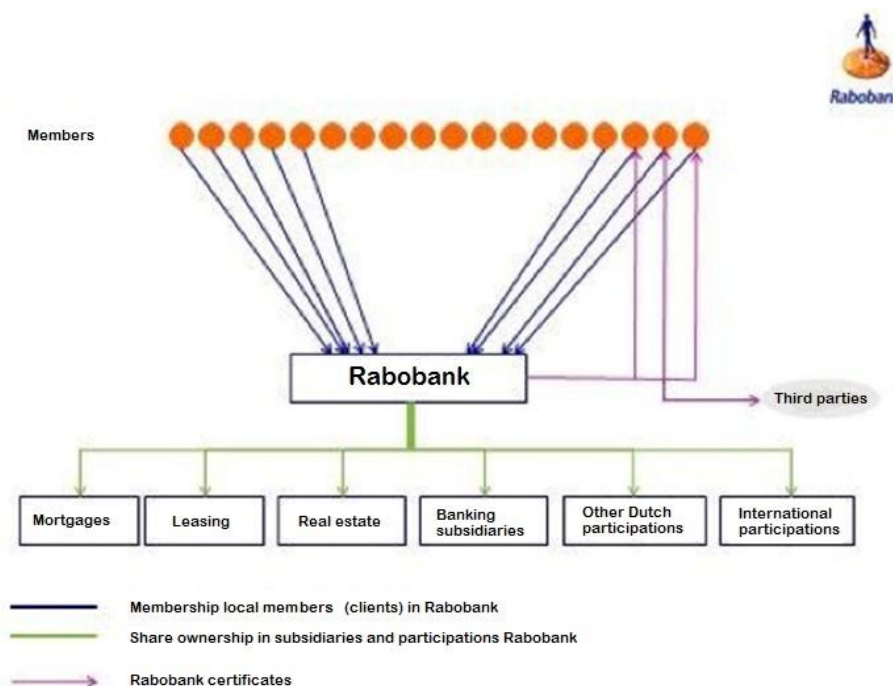 Raboban
Members
Rabobank
Third parties
Mortgages
Leasing
Real estate
Banking
subsidiaries
Other Dutch
participations
International
participations
Membership local members (clients) in Rabobank
Share ownership in subsidiaries and participations Rabobank
Rabobank certificates